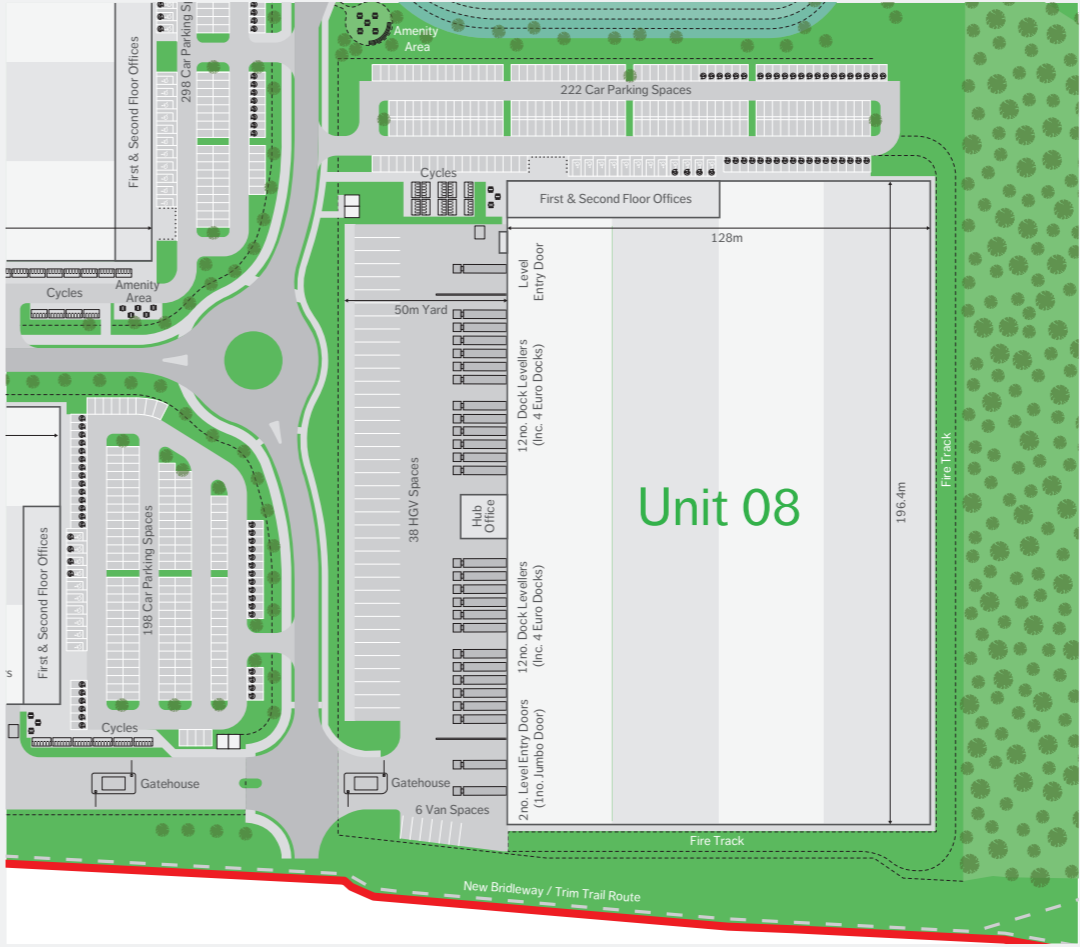 Amenity
Area
298 Car Parking
First & Second Floor Offices
222 Car Parking Spaces
Cycles
First & Second Floor Offices
128m
Level
Entry Door
Cycles
Amenity
Area
50m Yard
12no. Dock Levellers
(Inc. 4 Euro Docks)
38 HGV Spaces
Hub
Office
Unit 08
196.4m
Fire Track
First & Second Floor Offices
198 Car Parking Spaces
12no. Dock Levellers
(Inc. 4 Euro Docks)
2no. Level Entry Doors
(1no. Jumbo Door)
Cycles
Gatehouse
Gatehouse
6 Van Spaces
Fire Track
New Bridleway / Trim Trail Route